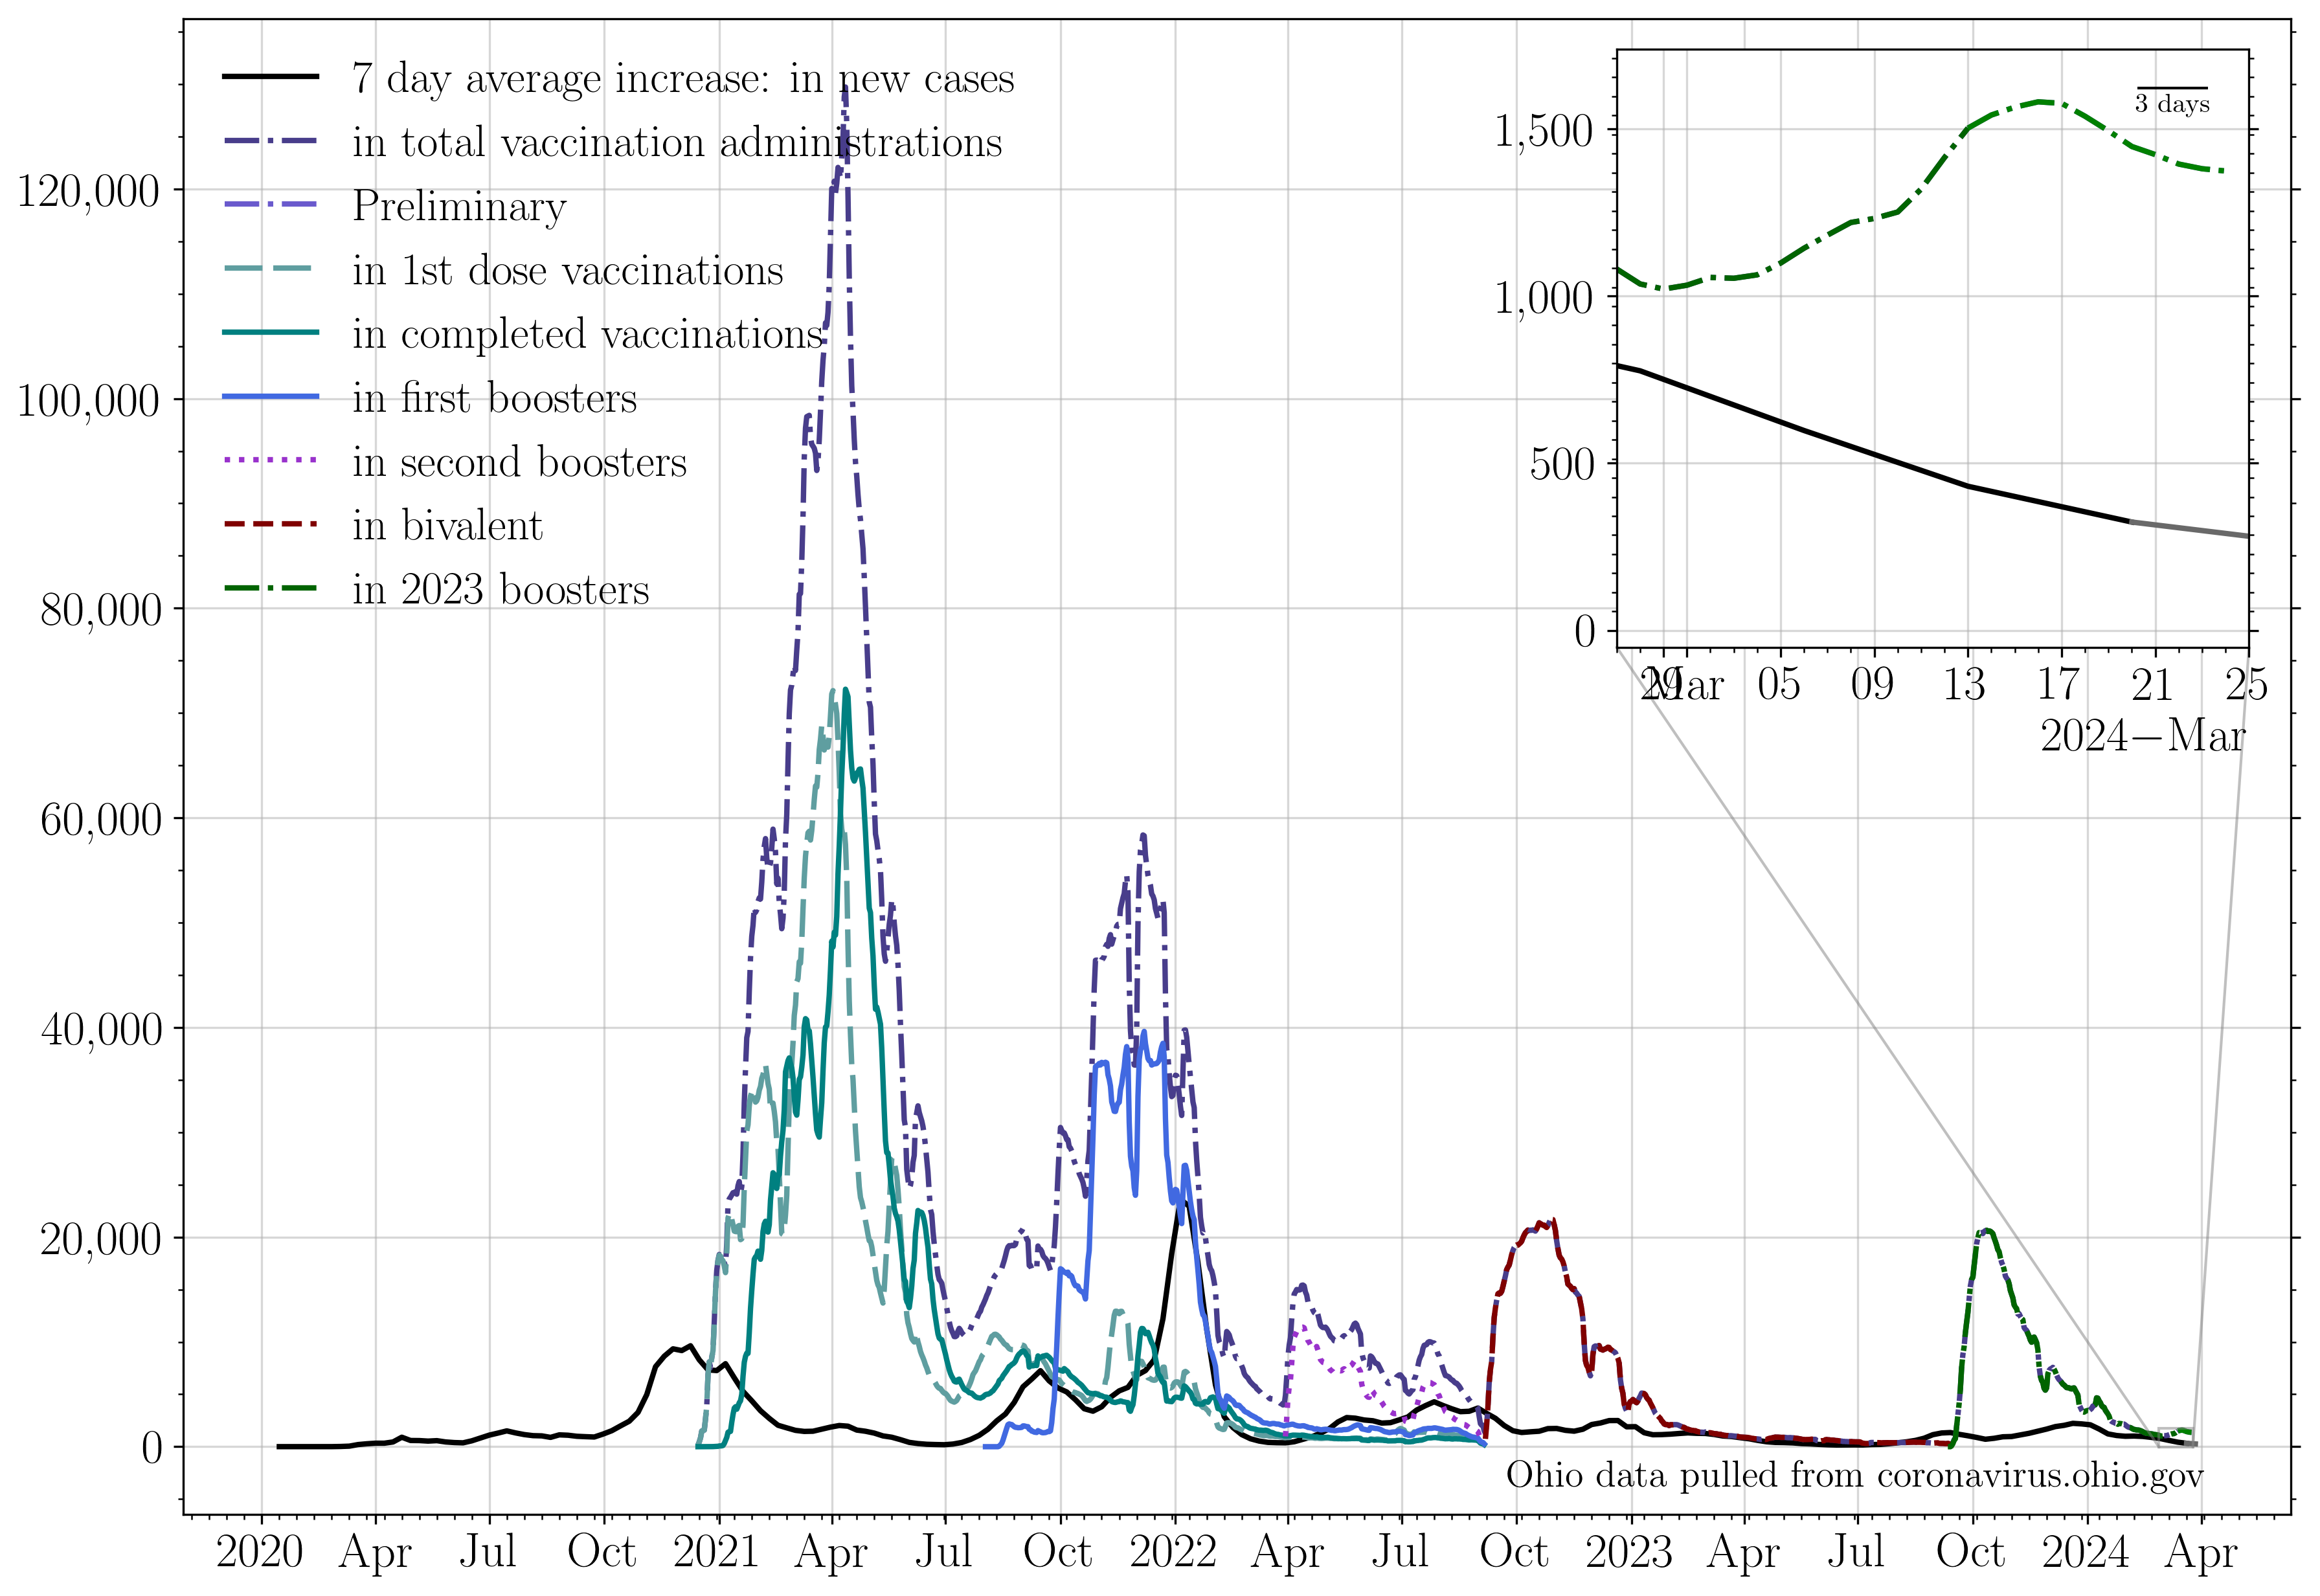 7 day average increase: in new cases
in total vaccination administrations
Preliminary
in 1st dose vaccinations
in completed vaccinations
in first boosters
in second boosters
in bivalent
in 2023 boosters
120,000
100,000
80,000
60,000
40,000
20,000
0
2020 Apr Jul Oct 2021 Apr Jul Oct 2022 Apr Jul Oct 2023 Apr Jul Oct 2024 Apr
3 days
1,500
1,000
500
0
29 Mar 05 09 13 17 21 25
2024−Mar
Ohio data pulled from coronavirus.ohio.gov